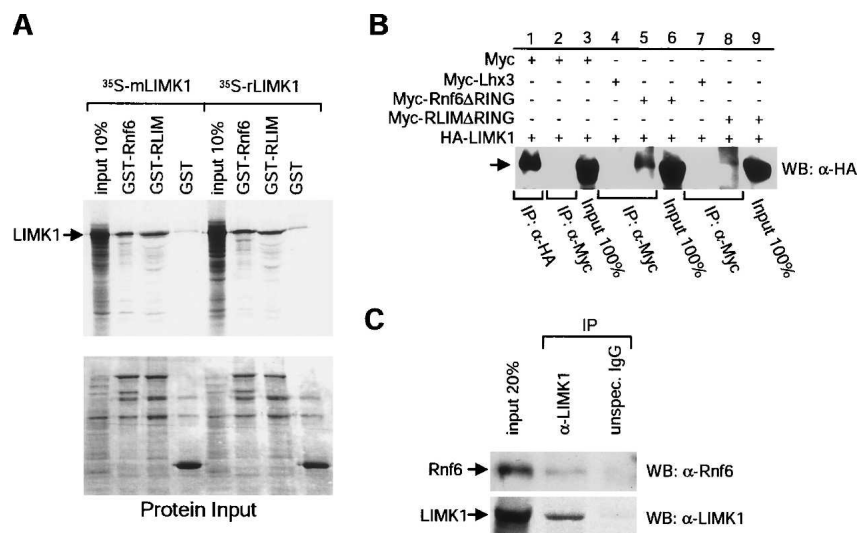 A
³⁵S-mLIMK1 ³⁵S-rLIMK1
input 10% GST-Rnf6 GST-RLIM GST input 10% GST-Rnf6 GST-RLIM GST
LIMK1
Protein Input
B
1 2 3 4 5 6 7 8 9
Myc + + + - - - - - -
Myc-Lhx3 - - - + - - + - -
Myc-Rnf6ΔRING - - - - + + - - -
Myc-RLIMΔRING - - - - - - - + +
HA-LIMK1 + + + + + + + + +
WB: α-HA
IP: α-HA IP: α-Myc Input 100% IP: α-Myc Input 100% IP: α-Myc Input 100%
C
IP
input 20% α-LIMK1 unspec. IgG
Rnf6 WB: α-Rnf6
LIMK1 WB: α-LIMK1